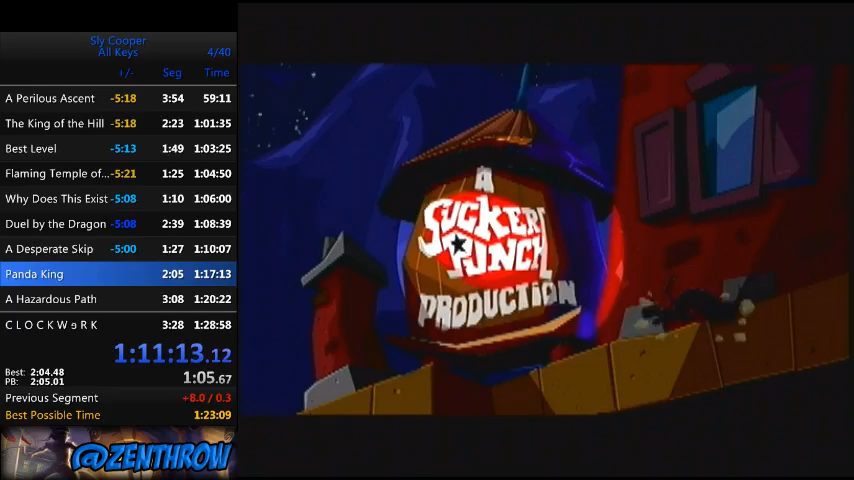 Sly Cooper
All Keys 4/40
+/- Seg Time
A Perilous Ascent -5:18 3:54 59:11
The King of the Hill -5:18 2:23 1:01:35
Best Level -5:13 1:49 1:03:25
Flaming Temple of... -5:21 1:25 1:04:50
Why Does This Exist -5:08 1:10 1:06:00
Duel by the Dragon -5:08 2:39 1:08:39
A Desperate Skip -5:00 1:27 1:10:07
Panda King 2:05 1:17:13
A Hazardous Path 3:08 1:20:22
C L O C K W ɘ R K 3:28 1:28:58
1:11:13.12
Best: 2:04.48
PB: 2:05.01
1:05.67
Previous Segment +8.0 / 0.3
Best Possible Time 1:23:09
@ZENTHROW
A
SUCKER
PUNCH
PRODUCTION